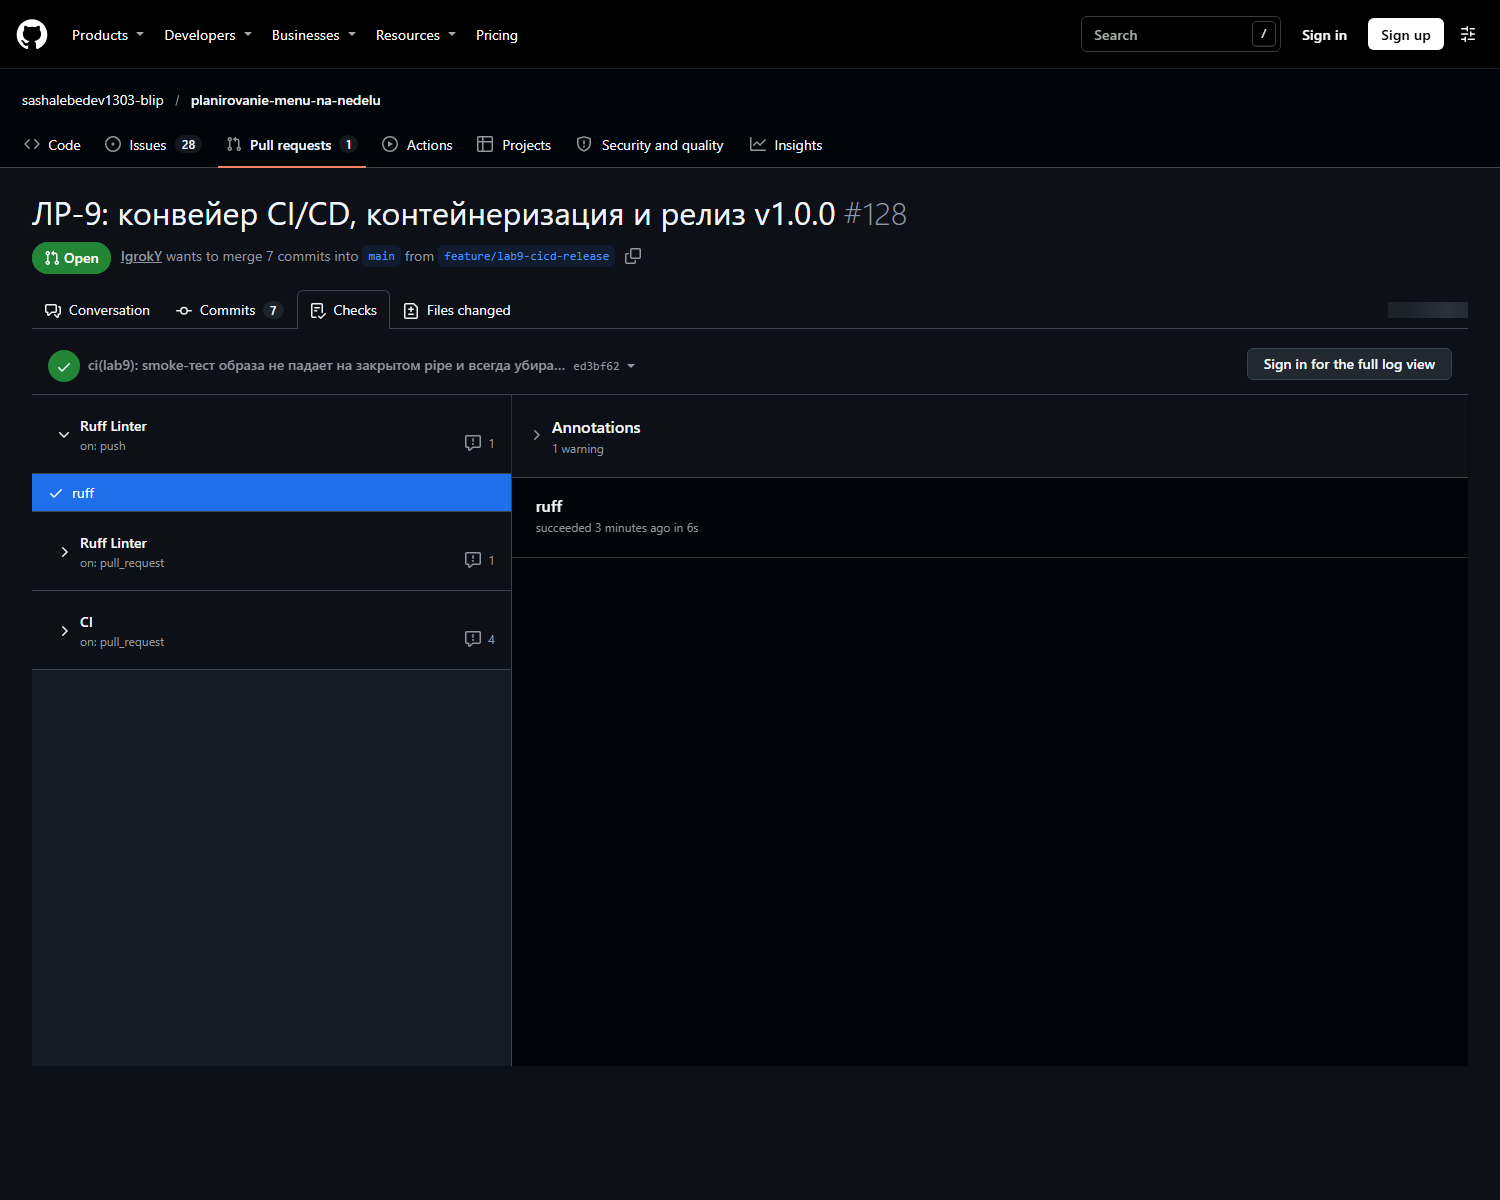 Products Developers Businesses Resources Pricing Search / Sign in Sign up
sashalebedev1303-blip / planirovanie-menu-na-nedelu
Code Issues 28 Pull requests 1 Actions Projects Security and quality Insights
ЛР-9: конвейер CI/CD, контейнеризация и релиз v1.0.0 #128
Open IgrokY wants to merge 7 commits into main from feature/lab9-cicd-release
Conversation Commits 7 Checks Files changed
ci(lab9): smoke-тест образа не падает на закрытом pipe и всегда убира... ed3bf62 Sign in for the full log view
Ruff Linter
on: push 1
ruff
Ruff Linter
on: pull_request 1
CI
on: pull_request 4
Annotations
1 warning
ruff
succeeded 3 minutes ago in 6s